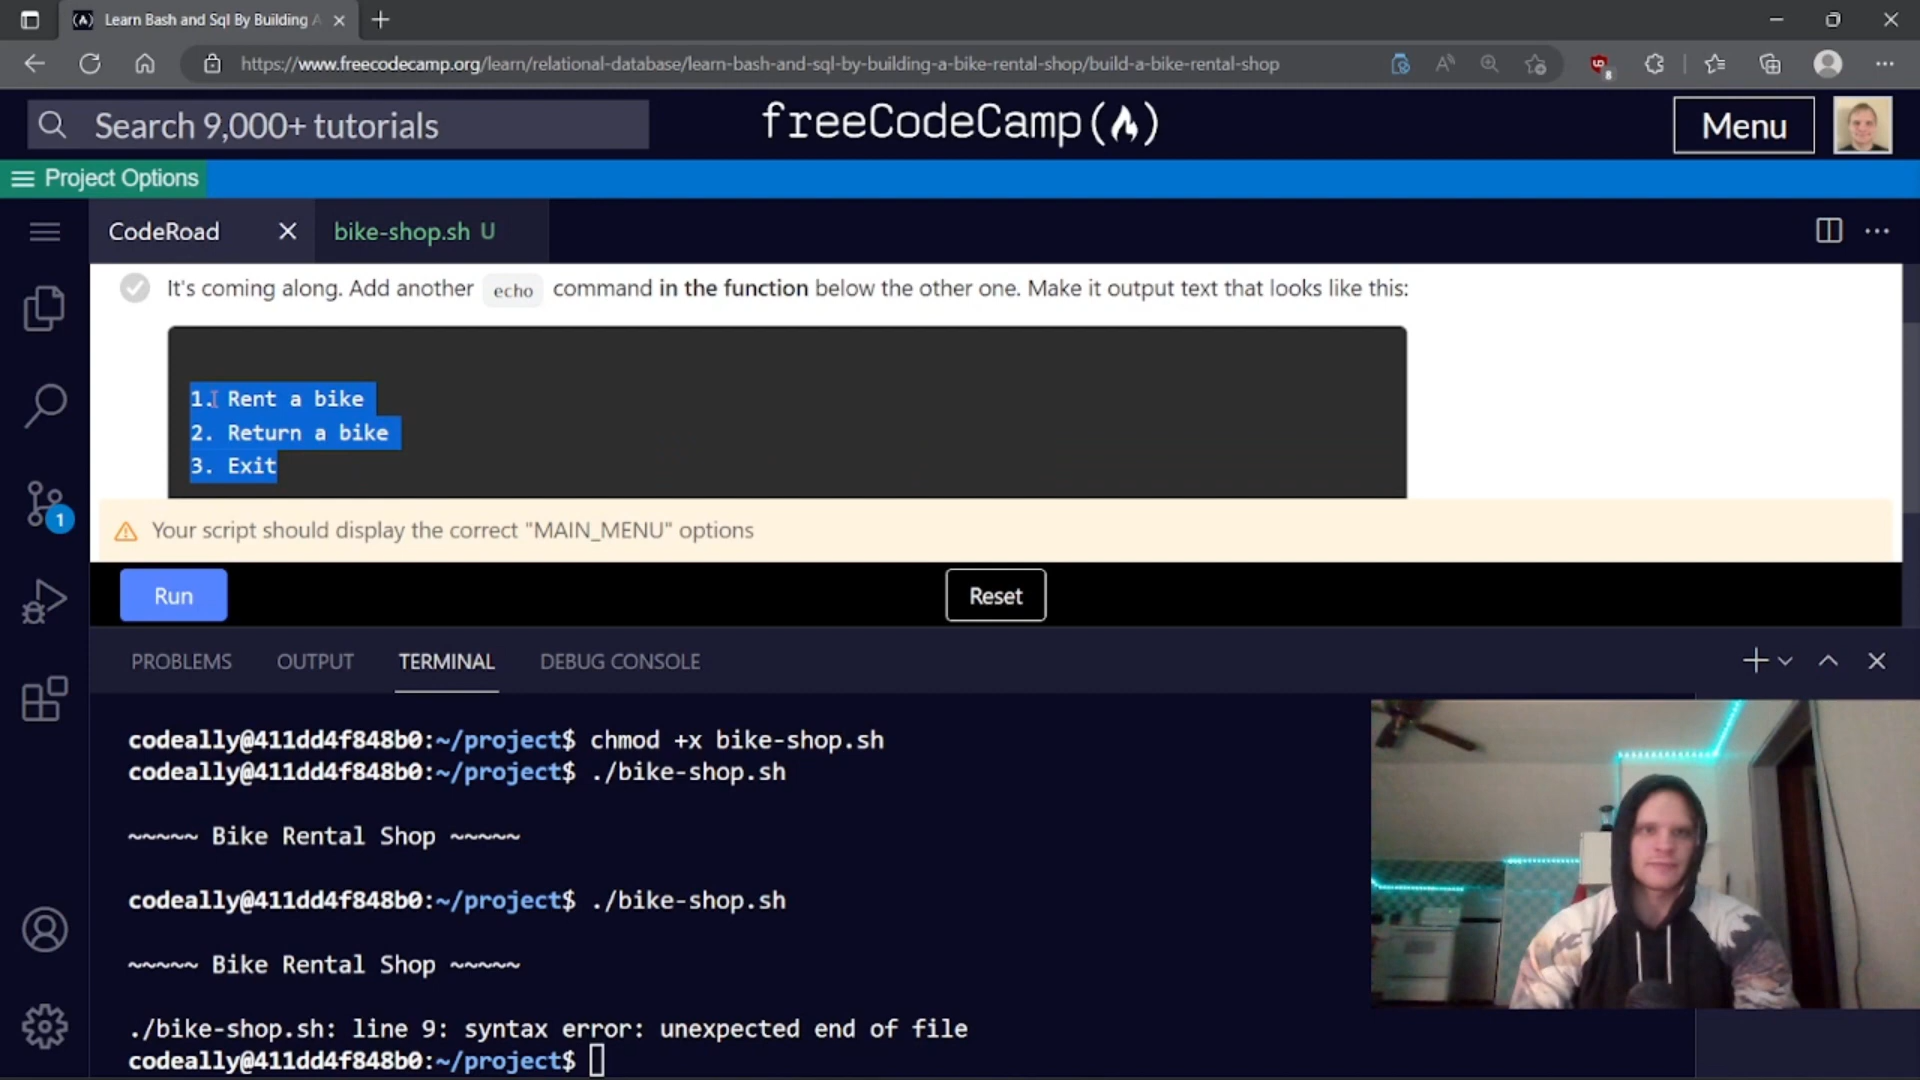 Learn Bash and Sql By Building A
https://www.freecodecamp.org/learn/relational-database/learn-bash-and-sql-by-building-a-bike-rental-shop/build-a-bike-rental-shop
8
Search 9,000+ tutorials
freeCodeCamp
Menu
Project Options
CodeRoad
bike-shop.sh U
It's coming along. Add another echo command in the function below the other one. Make it output text that looks like this:
1. Rent a bike
2. Return a bike
3. Exit
1
Your script should display the correct "MAIN_MENU" options
Run
Reset
PROBLEMS OUTPUT TERMINAL DEBUG CONSOLE
codeally@411dd4f848b0:~/project$ chmod +x bike-shop.sh
codeally@411dd4f848b0:~/project$ ./bike-shop.sh
~~~~~ Bike Rental Shop ~~~~~
codeally@411dd4f848b0:~/project$ ./bike-shop.sh
~~~~~ Bike Rental Shop ~~~~~
./bike-shop.sh: line 9: syntax error: unexpected end of file
codeally@411dd4f848b0:~/project$